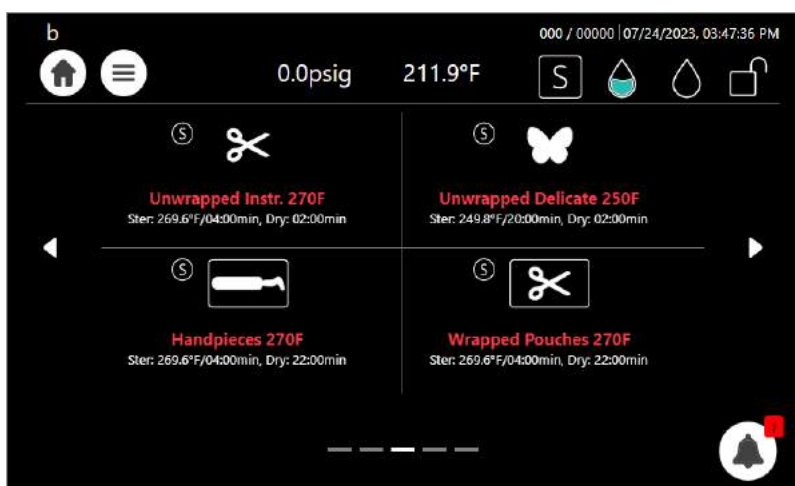 b
000 / 00000 | 07/24/2023, 03:47:36 PM
0.0psig 211.9°F S
S
Unwrapped Instr. 270F
Ster: 269.6°F/04:00min, Dry: 02:00min
S
Unwrapped Delicate 250F
Ster: 249.8°F/20:00min, Dry: 02:00min
S
Handpieces 270F
Ster: 269.6°F/04:00min, Dry: 22:00min
S
Wrapped Pouches 270F
Ster: 269.6°F/04:00min, Dry: 22:00min